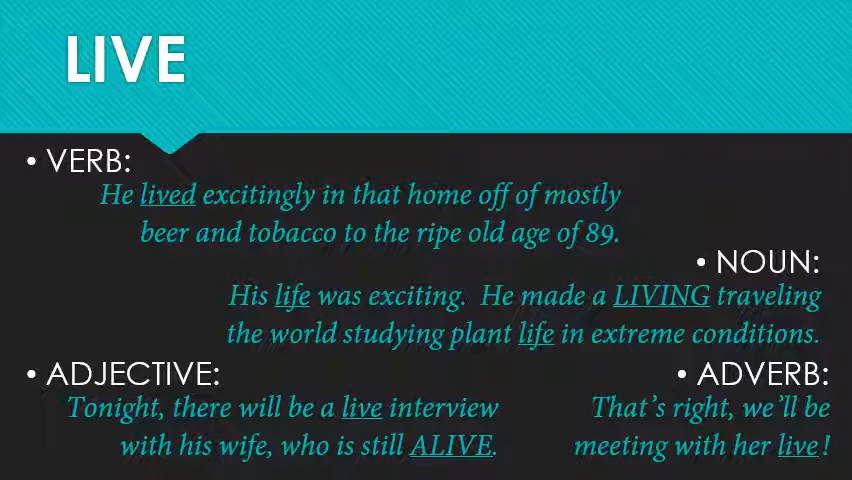 LIVE
• VERB:
He lived excitingly in that home off of mostly
beer and tobacco to the ripe old age of 89.
• NOUN:
His life was exciting. He made a LIVING traveling
the world studying plant life in extreme conditions.
• ADJECTIVE:
Tonight, there will be a live interview
with his wife, who is still ALIVE.
• ADVERB:
That's right, we'll be
meeting with her live!